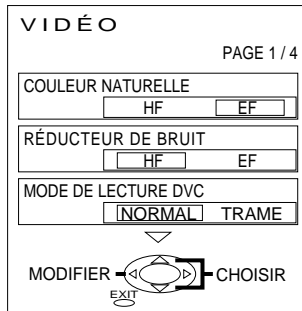 VIDÉO
PAGE 1 / 4
COULEUR NATURELLE
HF EF
RÉDUCTEUR DE BRUIT
HF EF
MODE DE LECTURE DVC
NORMAL TRAME
MODIFIER CHOISIR
EXIT